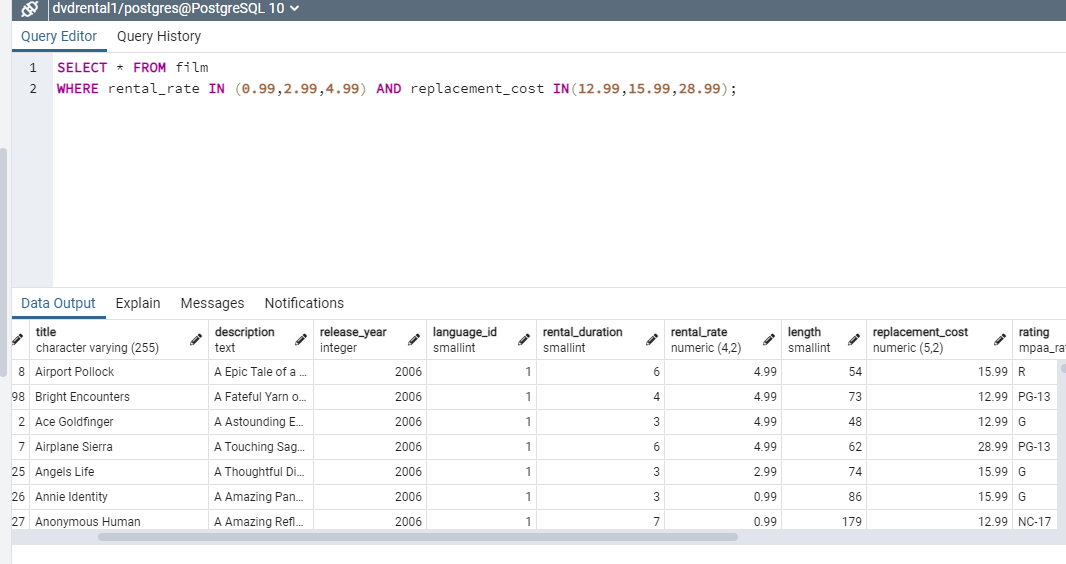 dvdrental1/postgres@PostgreSQL 10
Query Editor Query History
1 SELECT * FROM film
2 WHERE rental_rate IN (0.99,2.99,4.99) AND replacement_cost IN(12.99,15.99,28.99);
Data Output Explain Messages Notifications
title description release_year language_id rental_duration rental_rate length replacement_cost rating
character varying (255) text integer smallint smallint numeric (4,2) smallint numeric (5,2) mpaa_rat
8 Airport Pollock A Epic Tale of a ... 2006 1 6 4.99 54 15.99 R
98 Bright Encounters A Fateful Yarn o... 2006 1 4 4.99 73 12.99 PG-13
2 Ace Goldfinger A Astounding E... 2006 1 3 4.99 48 12.99 G
7 Airplane Sierra A Touching Sag... 2006 1 6 4.99 62 28.99 PG-13
25 Angels Life A Thoughtful Di... 2006 1 3 2.99 74 15.99 G
26 Annie Identity A Amazing Pan... 2006 1 3 0.99 86 15.99 G
27 Anonymous Human A Amazing Refl... 2006 1 7 0.99 179 12.99 NC-17